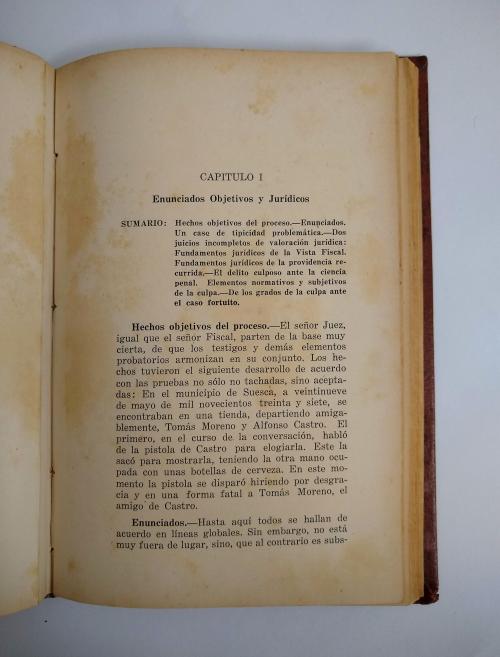 CAPITULO I
Enunciados Objetivos y Jurídicos
SUMARIO: Hechos objetivos del proceso.—Enunciados.
Un case de tipicidad problemática.—Dos
juicios incompletos de valoración jurídica:
Fundamentos jurídicos de la Vista Fiscal.
Fundamentos jurídicos de la providencia re-
currida.—El delito culposo ante la ciencia
penal. Elementos normativos y subjetivos
de la culpa.—De los grados de la culpa ante
el caso fortuito.
Hechos objetivos del proceso.—El señor Juez,
igual que el señor Fiscal, parten de la base muy
cierta, de que los testigos y demás elementos
probatorios armonizan en su conjunto. Los he-
chos tuvieron el siguiente desarrollo de acuerdo
con las pruebas no sólo no tachadas, sino acepta-
das: En el municipio de Suesca, a veintinueve
de mayo de mil novecientos treinta y siete, se
encontraban en una tienda, departiendo amiga-
blemente, Tomás Moreno y Alfonso Castro. El
primero, en el curso de la conversación, habló
de la pistola de Castro para elogiarla. Este la
sacó para mostrarla, teniendo la otra mano ocu-
pada con unas botellas de cerveza. En este mo-
mento la pistola se disparó hiriendo por desgra-
cia y en una forma fatal a Tomás Moreno, el
amigo de Castro.
Enunciados.—Hasta aquí todos se hallan de
acuerdo en líneas globales. Sin embargo, no está
muy fuera de lugar, sino, que al contrario es subs-